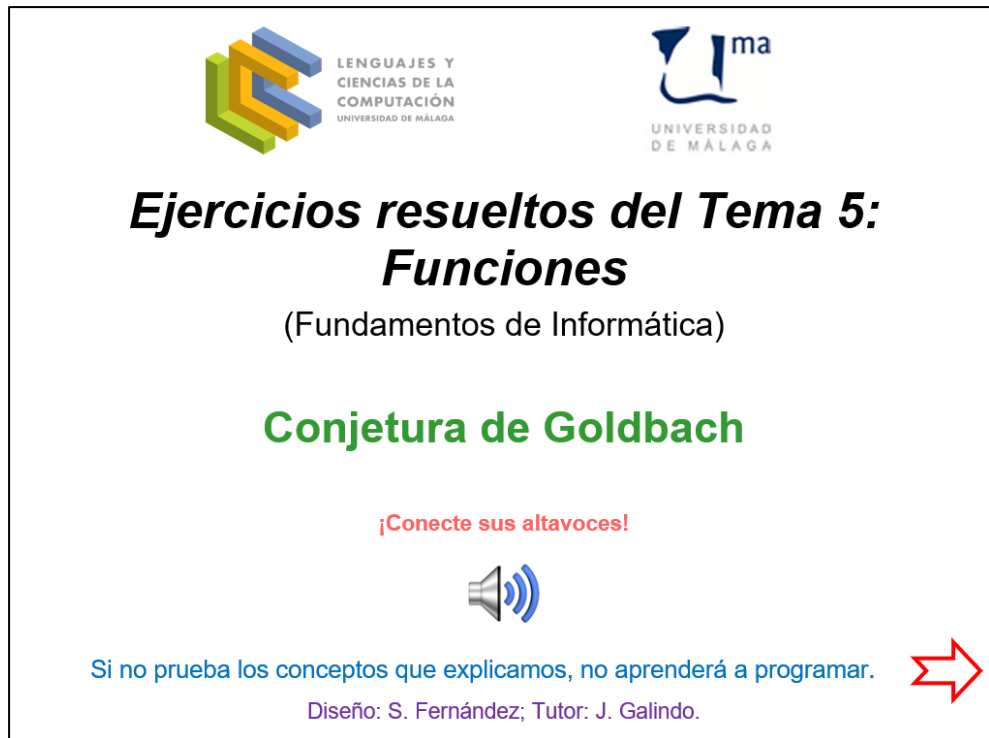 LENGUAJES Y
CIENCIAS DE LA
COMPUTACIÓN
UNIVERSIDAD DE MÁLAGA
uma
UNIVERSIDAD
DE MÁLAGA
Ejercicios resueltos del Tema 5:
Funciones
(Fundamentos de Informática)
Conjetura de Goldbach
¡Conecte sus altavoces!
Si no prueba los conceptos que explicamos, no aprenderá a programar.
Diseño: S. Fernández; Tutor: J. Galindo.